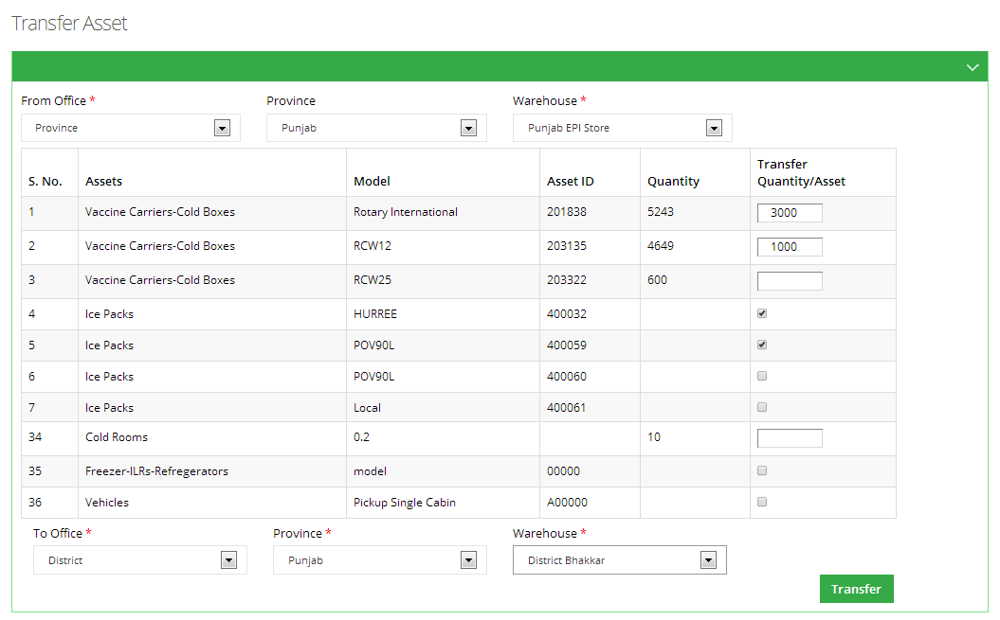 Transfer Asset
From Office * Province Warehouse *
Province Punjab Punjab EPI Store
Transfer
S. No. Assets Model Asset ID Quantity Quantity/Asset
1 Vaccine Carriers-Cold Boxes Rotary International 201838 5243 3000
2 Vaccine Carriers-Cold Boxes RCW12 203135 4649 1000
3 Vaccine Carriers-Cold Boxes RCW25 203322 600
4 Ice Packs HURREE 400032
5 Ice Packs POV90L 400059
6 Ice Packs POV90L 400060
7 Ice Packs Local 400061
34 Cold Rooms 0.2 10
35 Freezer-ILRs-Refregerators model 00000
36 Vehicles Pickup Single Cabin A00000
To Office * Province * Warehouse *
District Punjab District Bhakkar
Transfer